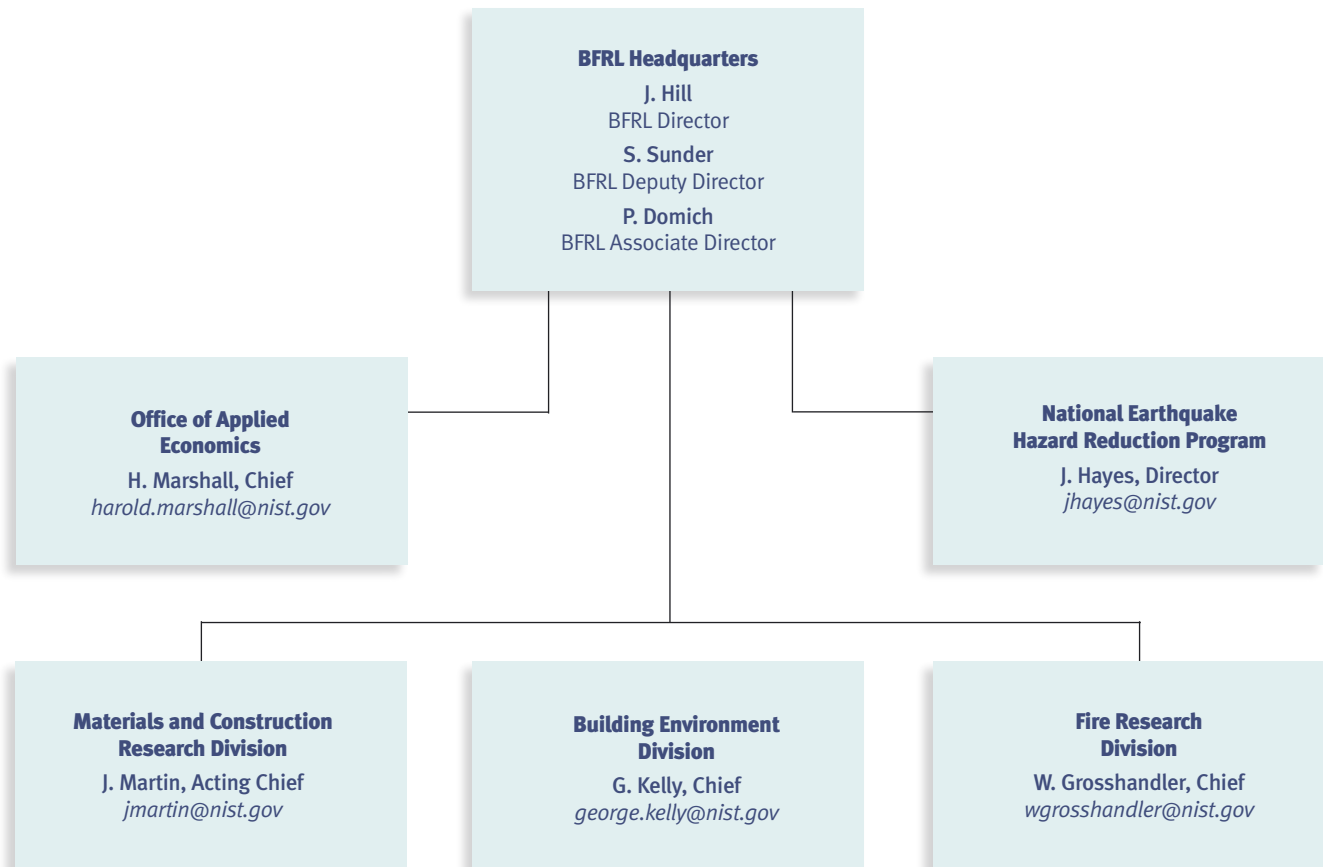 BFRL Headquarters
J. Hill
BFRL Director
S. Sunder
BFRL Deputy Director
P. Domich
BFRL Associate Director
Office of Applied
Economics
H. Marshall, Chief
harold.marshall@nist.gov
National Earthquake
Hazard Reduction Program
J. Hayes, Director
jhayes@nist.gov
Materials and Construction
Research Division
J. Martin, Acting Chief
jmartin@nist.gov
Building Environment
Division
G. Kelly, Chief
george.kelly@nist.gov
Fire Research
Division
W. Grosshandler, Chief
wgrosshandler@nist.gov